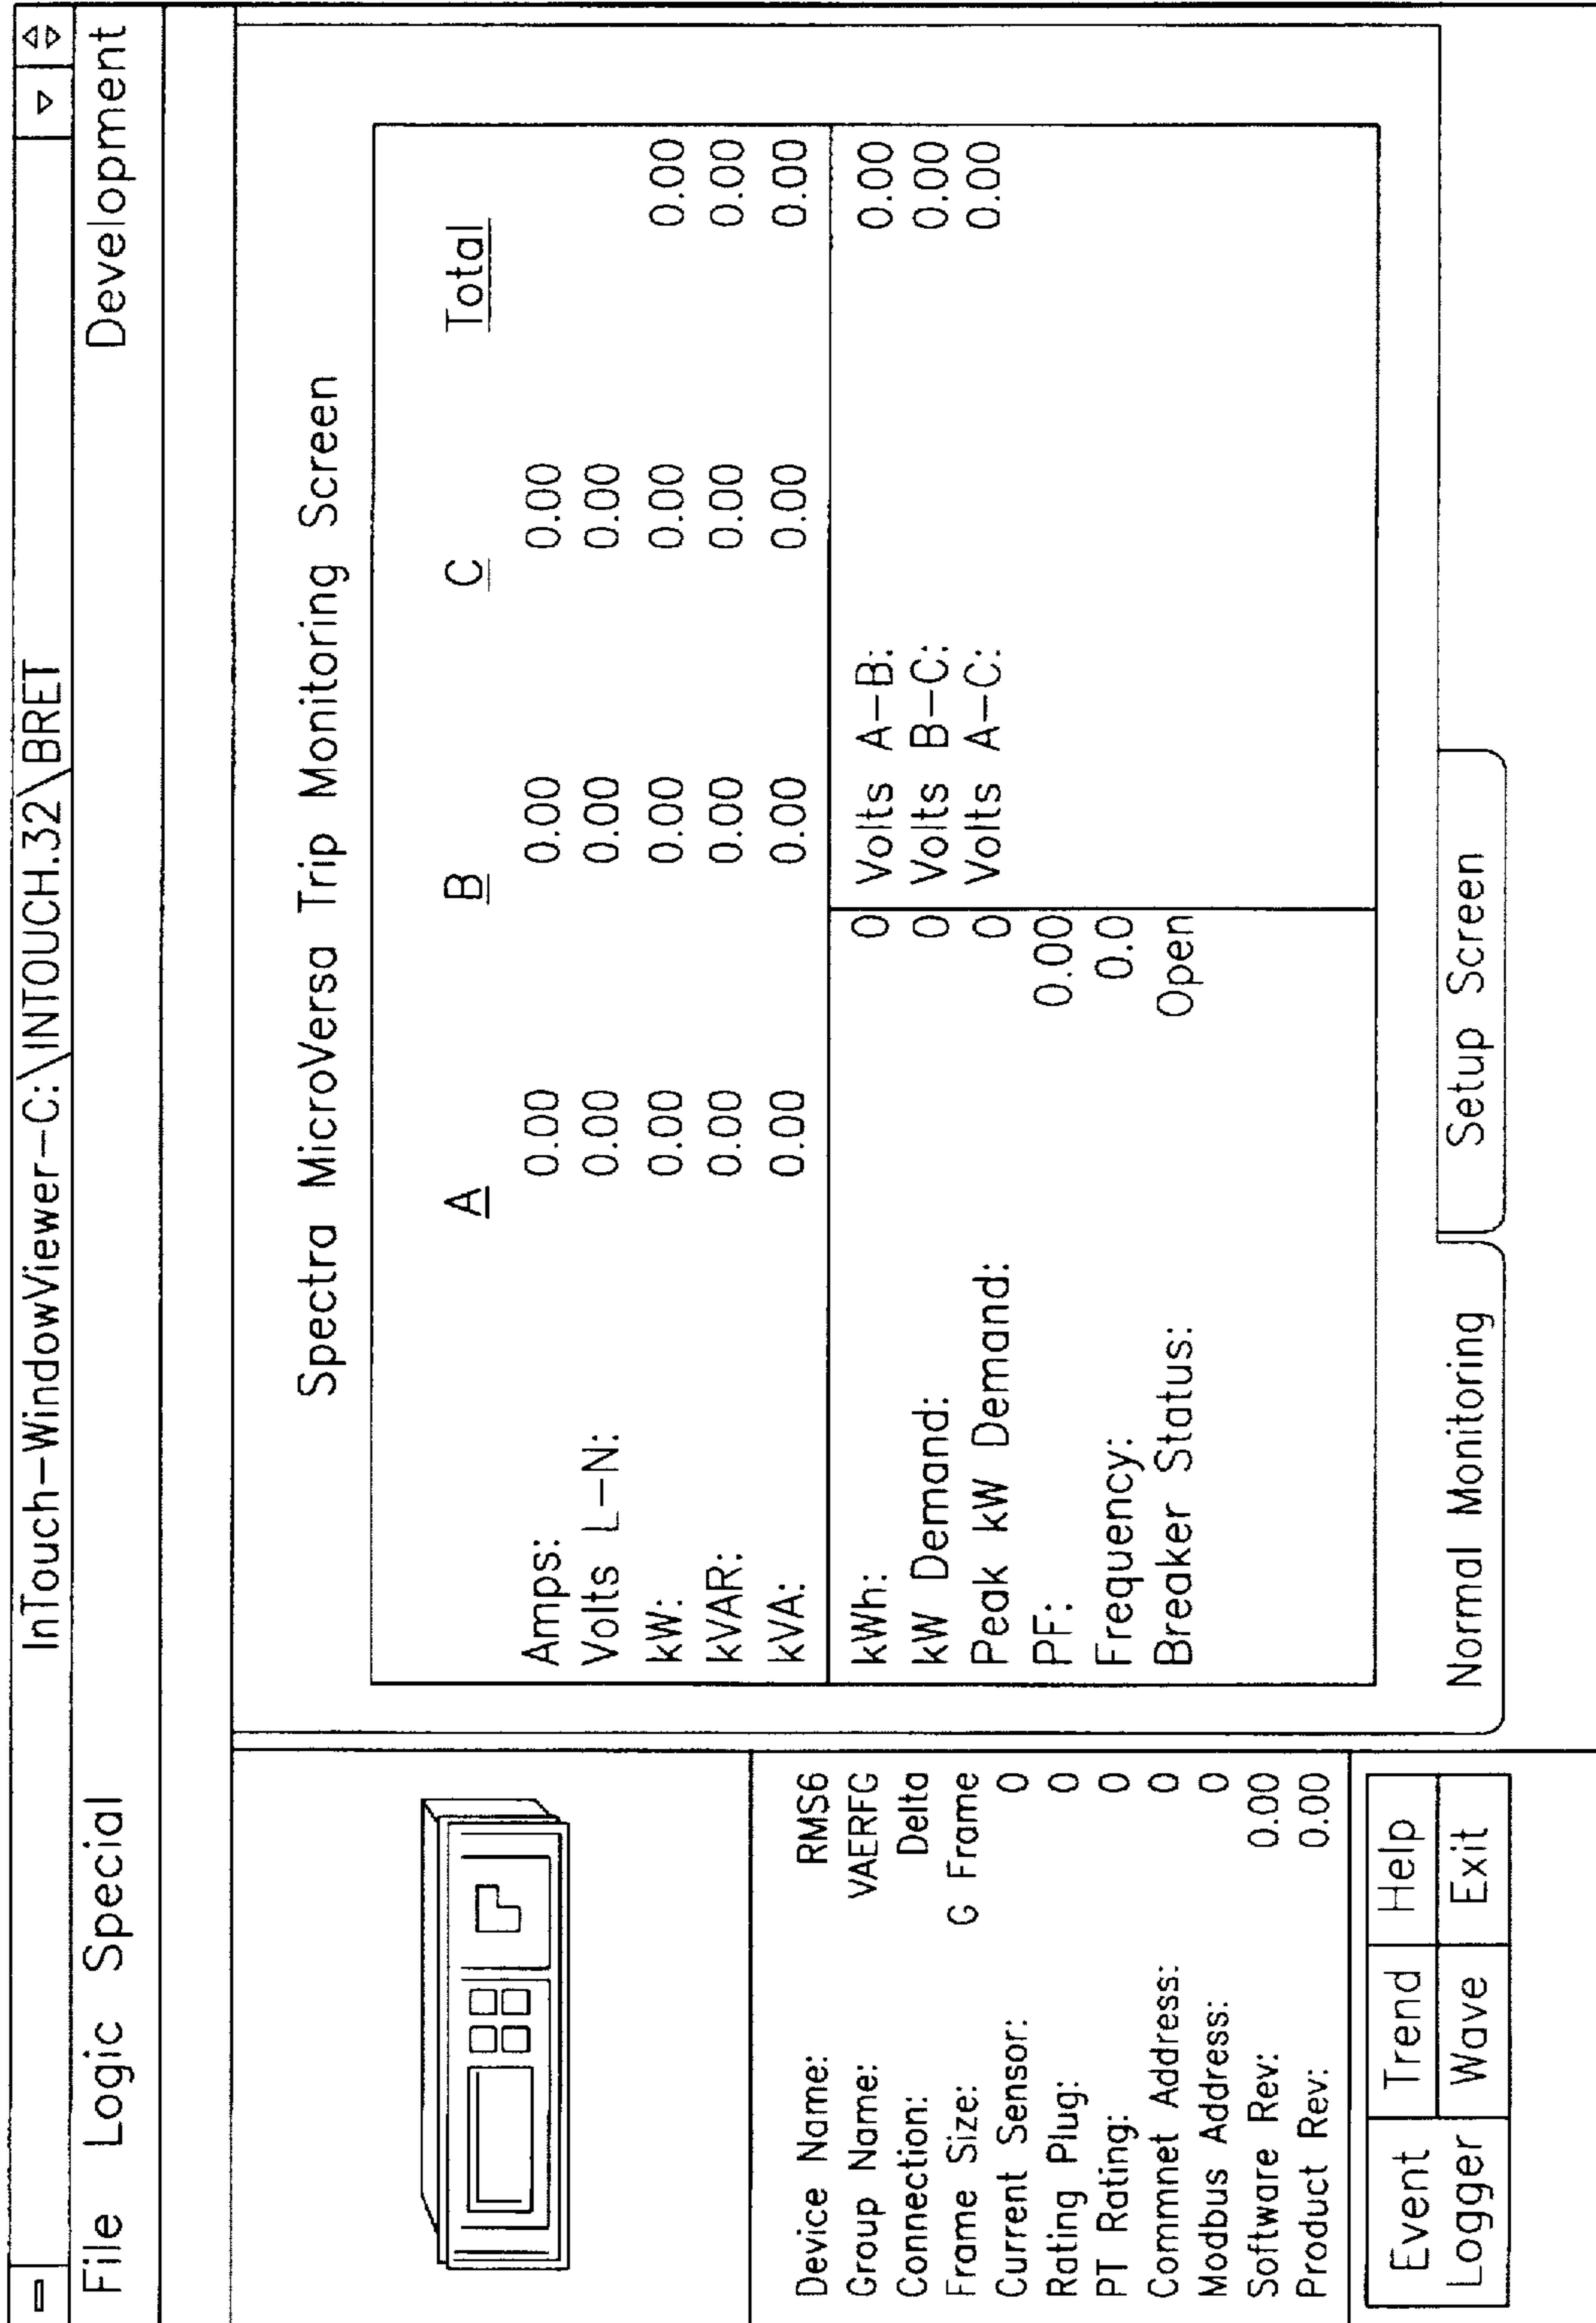 InTouch-WindowViewer-C:\INTOUCH.32\BRET
File Logic Special Development
Spectra MicroVersa Trip Monitoring Screen
A B C Total
Amps: 0.00 0.00 0.00
Volts L-N: 0.00 0.00 0.00
kW: 0.00 0.00 0.00 0.00
kVAR: 0.00 0.00 0.00 0.00
kVA: 0.00 0.00 0.00 0.00
kWh: 0 Volts A-B: 0.00
kW Demand: 0 Volts B-C: 0.00
Peak kW Demand: 0 Volts A-C: 0.00
PF: 0.00
Frequency: 0.0
Breaker Status: Open
Device Name: RMS6
Group Name: VAERFG
Connection: Delta
Frame Size: G Frame
Current Sensor: 0
Rating Plug: 0
PT Rating: 0
Commnet Address: 0
Modbus Address: 0
Software Rev: 0.00
Product Rev: 0.00
Event Logger Trend Help
Wave Exit
Normal Monitoring Setup Screen